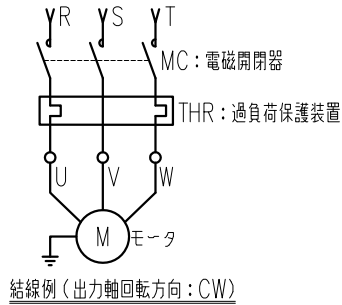 R S T
MC:電磁開閉器
THR:過負荷保護装置
U V W
M モータ
結線例(出力軸回転方向:CW)